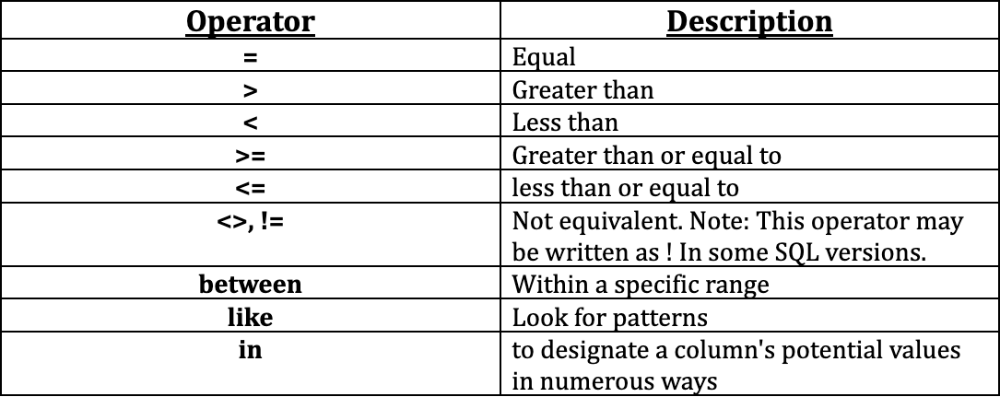 Operator Description
= Equal
> Greater than
< Less than
>= Greater than or equal to
<= less than or equal to
<>, != Not equivalent. Note: This operator may
be written as ! In some SQL versions.
between Within a specific range
like Look for patterns
in to designate a column's potential values
in numerous ways